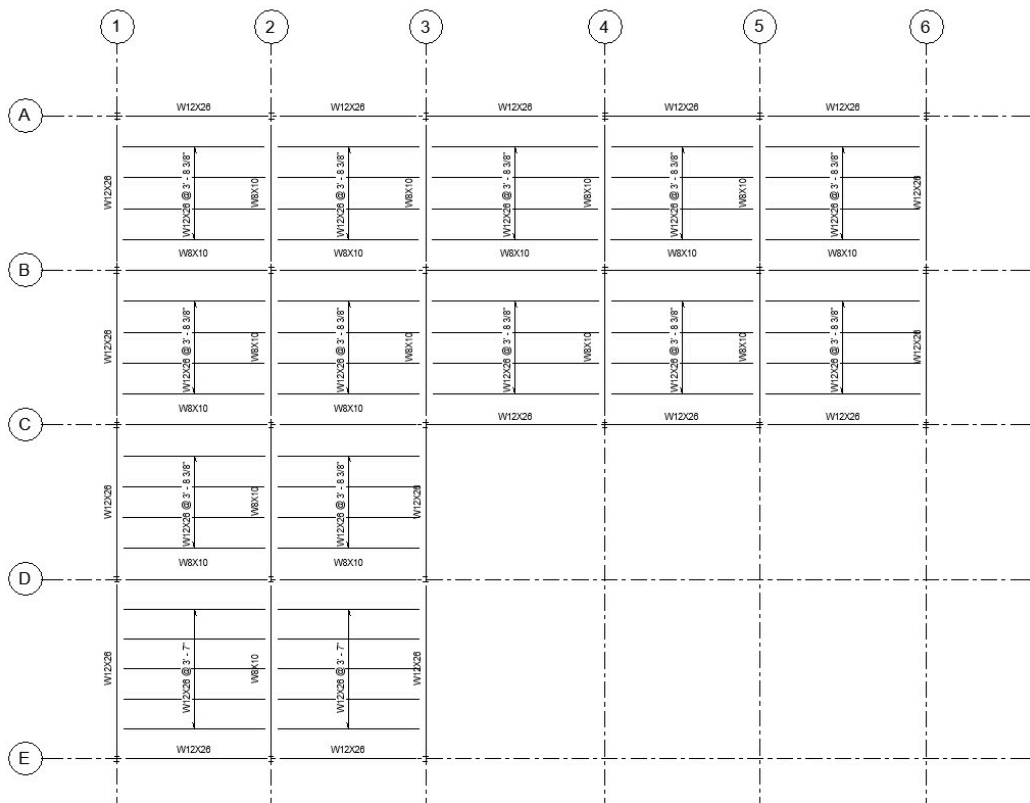 1 2 3 4 5 6
A
W12X26 W12X26 W12X26 W12X26 W12X26
W12X26 W12X26 @ 3' - 8 3/8" W8X10 W12X26 @ 3' - 8 3/8" W8X10 W12X26 @ 3' - 8 3/8" W8X10 W12X26 @ 3' - 8 3/8" W8X10 W12X26 @ 3' - 8 3/8" W12X26
W8X10 W8X10 W8X10 W8X10 W8X10
B
W12X26 W12X26 @ 3' - 8 3/8" W8X10 W12X26 @ 3' - 8 3/8" W8X10 W12X26 @ 3' - 8 3/8" W8X10 W12X26 @ 3' - 8 3/8" W8X10 W12X26 @ 3' - 8 3/8" W12X26
W8X10 W8X10 W12X26 W12X26 W12X26
C
W12X26 W12X26 @ 3' - 8 3/8" W8X10 W12X26 @ 3' - 8 3/8" W12X26
W8X10 W8X10
D
W12X26 W12X26 @ 3' - 7" W8X10 W12X26 @ 3' - 7" W12X26
W12X26 W12X26
E